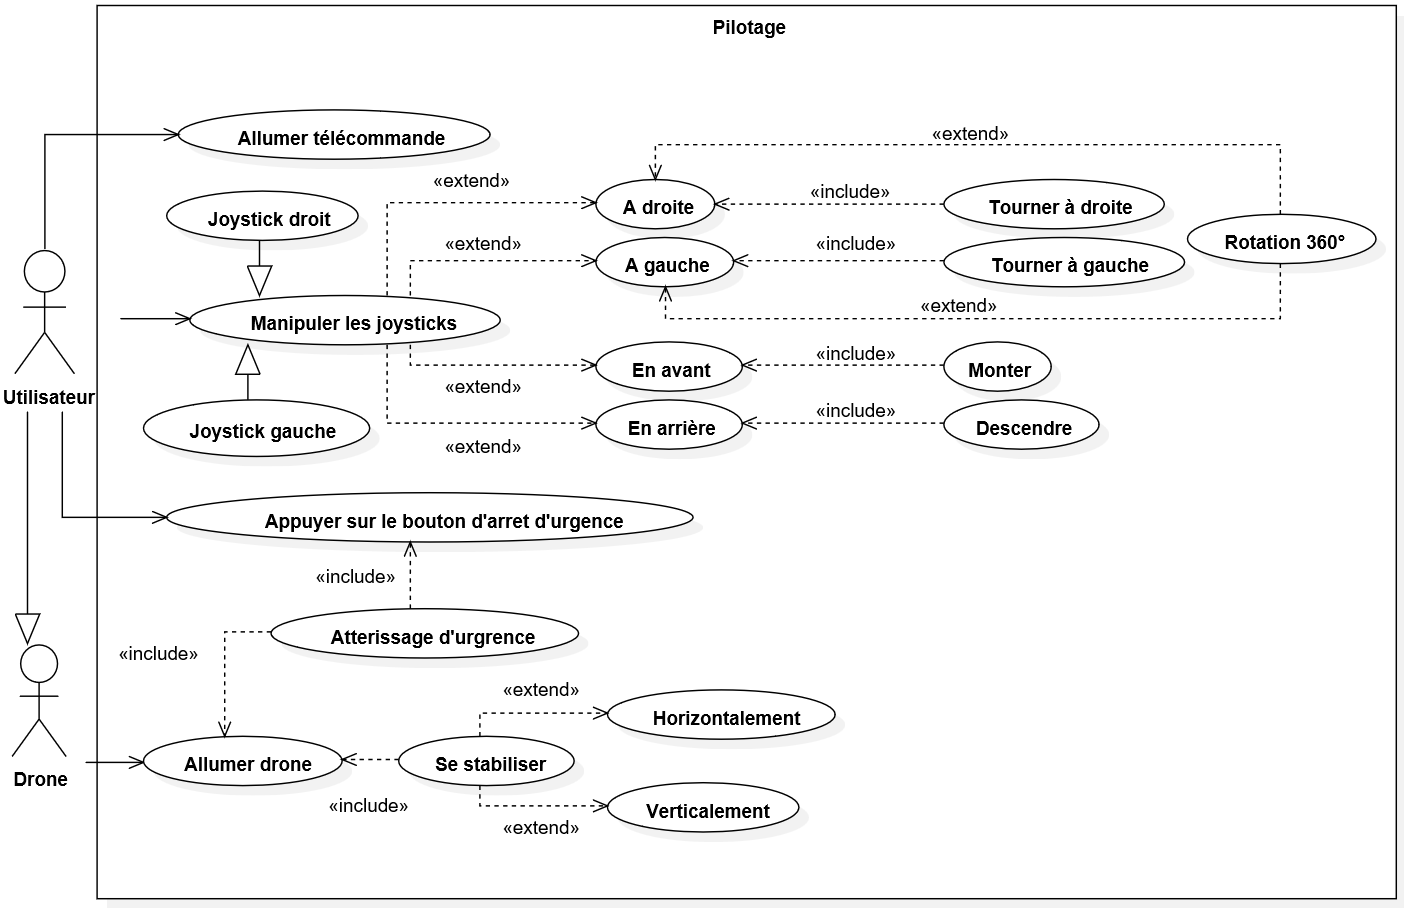 Pilotage
Allumer télécommande
«extend»
«extend»
A droite
«include»
Tourner à droite
Joystick droit
«extend»
A gauche
«include»
Tourner à gauche
Rotation 360°
«extend»
Manipuler les joysticks
Utilisateur
«extend»
En avant
«include»
Monter
Joystick gauche
«extend»
En arrière
«include»
Descendre
Appuyer sur le bouton d'arret d'urgence
«include»
Atterissage d'urgrence
«include»
«extend»
Horizontalement
Drone
Allumer drone
Se stabiliser
«include»
«extend»
Verticalement